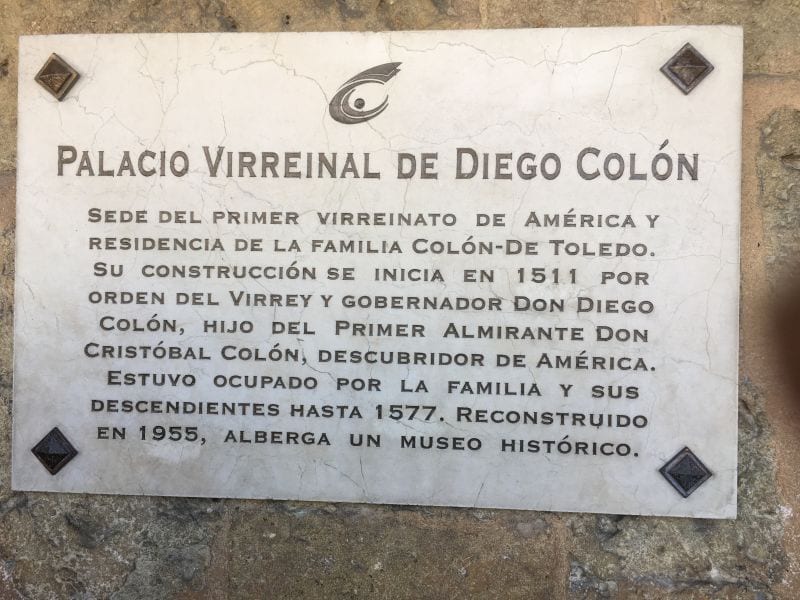 PALACIO VIRREINAL DE DIEGO COLÓN
SEDE DEL PRIMER VIRREINATO DE AMÉRICA Y
RESIDENCIA DE LA FAMILIA COLÓN-DE TOLEDO.
SU CONSTRUCCIÓN SE INICIA EN 1511 POR
ORDEN DEL VIRREY Y GOBERNADOR DON DIEGO
COLÓN, HIJO DEL PRIMER ALMIRANTE DON
CRISTÓBAL COLÓN, DESCUBRIDOR DE AMÉRICA.
ESTUVO OCUPADO POR LA FAMILIA Y SUS
DESCENDIENTES HASTA 1577. RECONSTRUIDO
EN 1955, ALBERGA UN MUSEO HISTÓRICO.